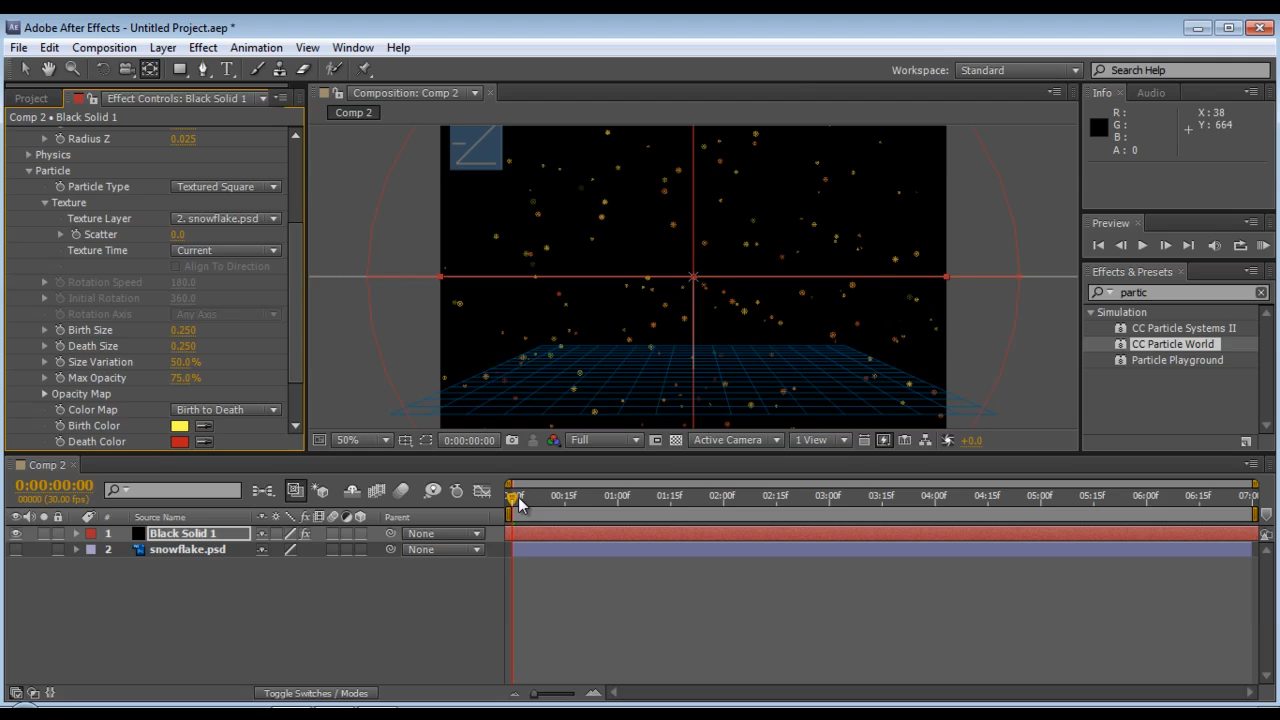 Adobe After Effects - Untitled Project.aep *
File Edit Composition Layer Effect Animation View Window Help
Workspace: Standard Search Help
Project Effect Controls: Black Solid 1
Comp 2 • Black Solid 1
Radius Z 0.025
Physics
Particle
Particle Type Textured Square
Texture
Texture Layer 2. snowflake.psd
Scatter 0.0
Texture Time Current
Align To Direction
Rotation Speed 180.0
Initial Rotation 360.0
Rotation Axis Any Axis
Birth Size 0.250
Death Size 0.250
Size Variation 50.0%
Max Opacity 75.0%
Opacity Map
Color Map Birth to Death
Birth Color
Death Color
Composition: Comp 2
Comp 2
50% 0:00:00:00 Full Active Camera 1 View +0.0
Info Audio
R: X: 38
G: Y: 664
B:
A: 0
Preview
Effects & Presets
partic
Simulation
CC Particle Systems II
CC Particle World
Particle Playground
Comp 2
0:00:00:00
00000 (30.00 fps)
00:15f 01:00f 01:15f 02:00f 02:15f 03:00f 03:15f 04:00f 04:15f 05:00f 05:15f 06:00f 06:15f 07:0
# Source Name Parent
1 Black Solid 1 fx None
2 snowflake.psd None
Toggle Switches / Modes